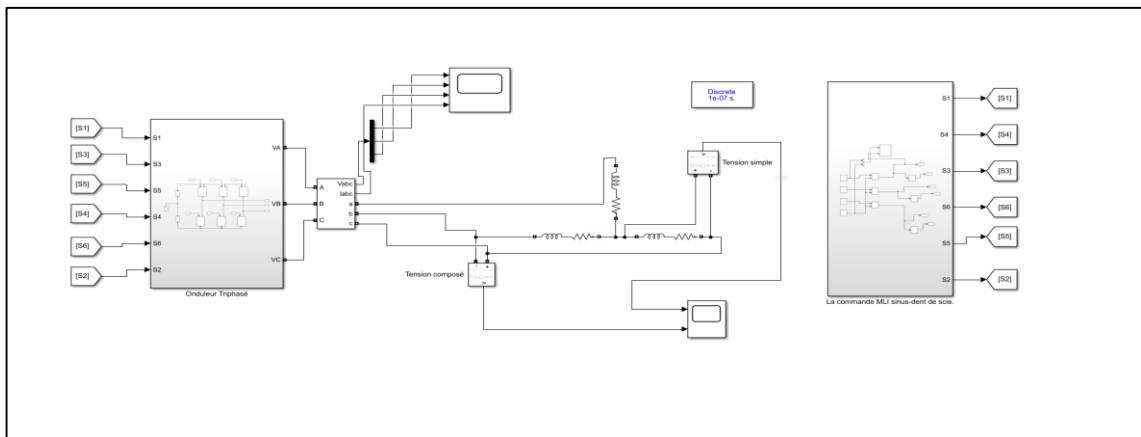 Discrete
1e-07 s.
[S1]
[S3]
[S5]
[S4]
[S6]
[S2]
S1
S3
S5
S4
S6
S2
VA
VB
VC
Onduleur Triphasé
A
B
C
Vabc
Iabc
a
b
c
Tension simple
Tension composé
S1
S4
S3
S6
S5
S2
[S1]
[S4]
[S3]
[S6]
[S5]
[S2]
La commande MLI sinus-dent de scie.